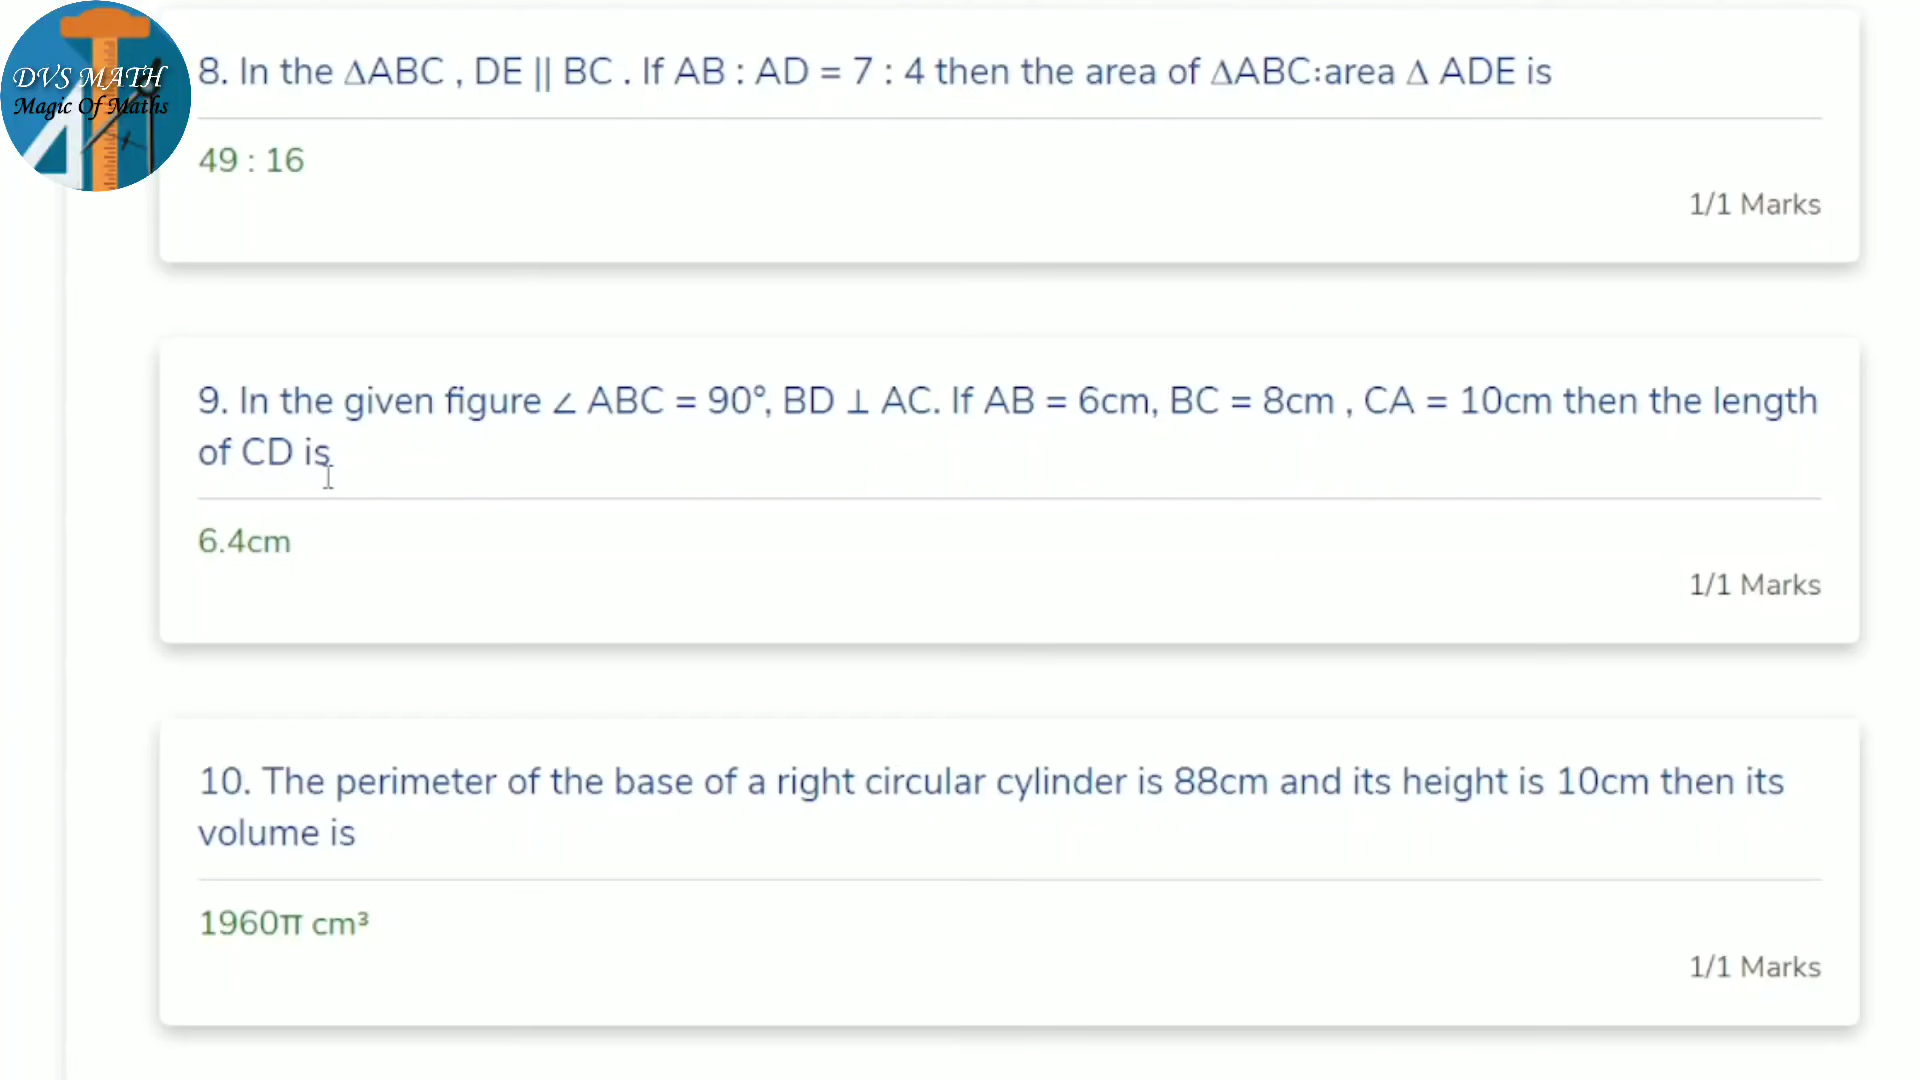 DVS MATH
Magic Of Maths
8. In the ΔABC , DE || BC . If AB : AD = 7 : 4 then the area of ΔABC:area Δ ADE is
49 : 16
1/1 Marks
9. In the given figure ∠ ABC = 90°, BD ⊥ AC. If AB = 6cm, BC = 8cm , CA = 10cm then the length
of CD is
6.4cm
1/1 Marks
10. The perimeter of the base of a right circular cylinder is 88cm and its height is 10cm then its
volume is
1960π cm³
1/1 Marks